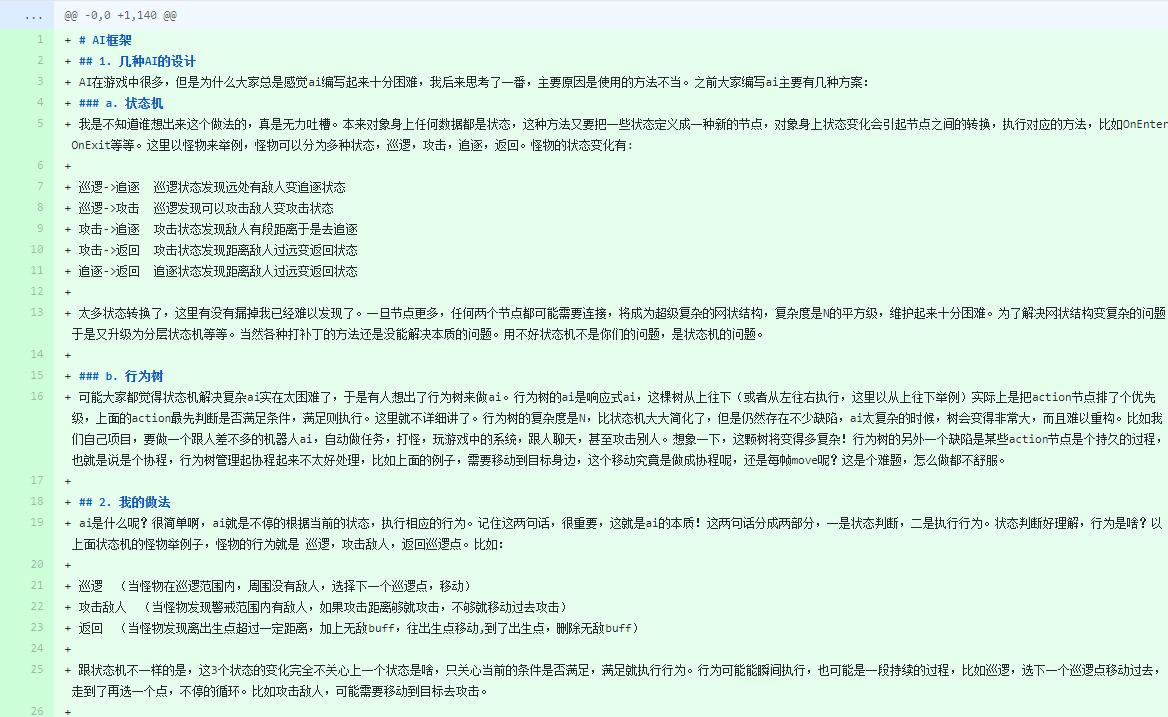 ... @@ -0,0 +1,140 @@
1 + # AI框架
2 + ## 1. 几种AI的设计
3 + AI在游戏中很多，但是为什么大家总是感觉ai编写起来十分困难，我后来思考了一番，主要原因是使用的方法不当。之前大家编写ai主要有几种方案：
4 + ### a. 状态机
5 + 我是不知道谁想出来这个做法的，真是无力吐槽。本来对象身上任何数据都是状态，这种方法又要把一些状态定义成一种新的节点，对象身上状态变化会引起节点之间的转换，执行对应的方法，比如OnEnter
OnExit等等。这里以怪物来举例，怪物可以分为多种状态，巡逻，攻击，追逐，返回。怪物的状态变化有：
6 +
7 + 巡逻->追逐 巡逻状态发现远处有敌人变追逐状态
8 + 巡逻->攻击 巡逻发现可以攻击敌人变攻击状态
9 + 攻击->追逐 攻击状态发现敌人有段距离于是去追逐
10 + 攻击->返回 攻击状态发现距离敌人过远变返回状态
11 + 追逐->返回 追逐状态发现距离敌人过远变返回状态
12 +
13 + 太多状态转换了，这里有没有漏掉我已经难以发现了。一旦节点更多，任何两个节点都可能需要连接，将成为超级复杂的网状结构，复杂度是N的平方级，维护起来十分困难。为了解决网状结构变复杂的问题
于是又升级为分层状态机等等。当然各种打补丁的方法还是没能解决本质的问题。用不好状态机不是你们的问题，是状态机的问题。
14 +
15 + ### b. 行为树
16 + 可能大家都觉得状态机解决复杂ai实在太困难了，于是有人想出了行为树来做ai。行为树的ai是响应式ai，这棵树从上往下（或者从左往右执行，这里以从上往下举例）实际上是把action节点排了个优先
级，上面的action最先判断是否满足条件，满足则执行。这里就不详细讲了。行为树的复杂度是N，比状态机大大简化了，但是仍然存在不少缺陷，ai太复杂的时候，树会变得非常大，而且难以重构。比如我
们自己项目，要做一个跟人差不多的机器人ai，自动做任务，打怪，玩游戏中的系统，跟人聊天，甚至攻击别人。想象一下，这颗树将变得多复杂！行为树的另外一个缺陷是某些action节点是个持久的过程，
也就是说是个协程，行为树管理起协程起来不太好处理，比如上面的例子，需要移动到目标身边，这个移动究竟是做成协程呢，还是每帧move呢？这是个难题，怎么做都不舒服。
17 +
18 + ## 2. 我的做法
19 + ai是什么呢？很简单啊，ai就是不停的根据当前的状态，执行相应的行为。记住这两句话，很重要，这就是ai的本质！这两句话分成两部分，一是状态判断，二是执行行为。状态判断好理解，行为是啥？以
上面状态机的怪物举例子，怪物的行为就是 巡逻，攻击敌人，返回巡逻点。比如：
20 +
21 + 巡逻 （当怪物在巡逻范围内，周围没有敌人，选择下一个巡逻点，移动）
22 + 攻击敌人 （当怪物发现警戒范围内有敌人，如果攻击距离够就攻击，不够就移动过去攻击）
23 + 返回 （当怪物发现离出生点超过一定距离，加上无敌buff，往出生点移动,到了出生点，删除无敌buff）
24 +
25 + 跟状态机不一样的是，这3个状态的变化完全不关心上一个状态是啥，只关心当前的条件是否满足，满足就执行行为。行为可能能瞬间执行，也可能是一段持续的过程，比如巡逻，选下一个巡逻点移动过去，
走到了再选一个点，不停的循环。比如攻击敌人，可能需要移动到目标去攻击。
26 +